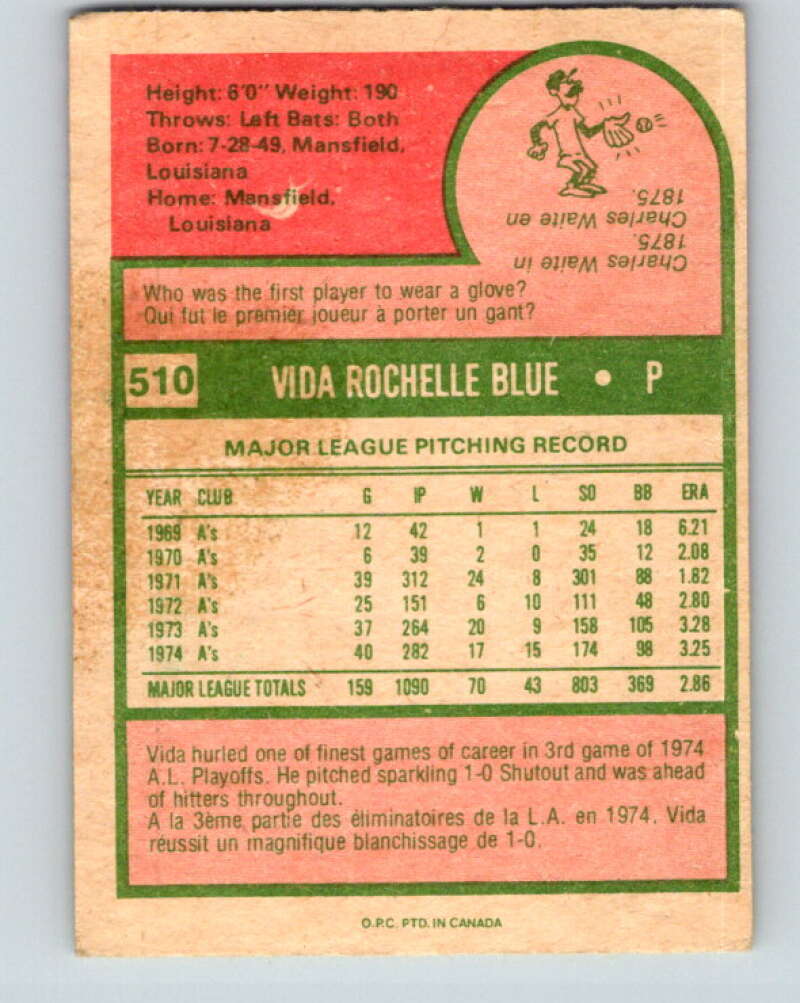 Height: 6'0" Weight: 190
Throws: Left Bats: Both
Born: 7-28-49, Mansfield,
Louisiana
Home: Mansfield,
Louisiana
Charles Waite in
1875.
Charles Waite en
1875.
Who was the first player to wear a glove?
Qui fut le premiér joueur à porter un gant?
510 VIDA ROCHELLE BLUE • P
MAJOR LEAGUE PITCHING RECORD
YEAR CLUB G IP W L SO BB ERA
1969 A's 12 42 1 1 24 18 6.21
1970 A's 6 39 2 0 35 12 2.08
1971 A's 39 312 24 8 301 88 1.82
1972 A's 25 151 6 10 111 48 2.80
1973 A's 37 264 20 9 158 105 3.28
1974 A's 40 282 17 15 174 98 3.25
MAJOR LEAGUE TOTALS 159 1090 70 43 803 369 2.86
Vida hurled one of finest games of career in 3rd game of 1974
A.L. Playoffs. He pitched sparkling 1-0 Shutout and was ahead
of hitters throughout.
A la 3ème partie des éliminatoires de la L.A. en 1974, Vida
réussit un magnifique blanchissage de 1-0.
O.P.C. PTD. IN CANADA